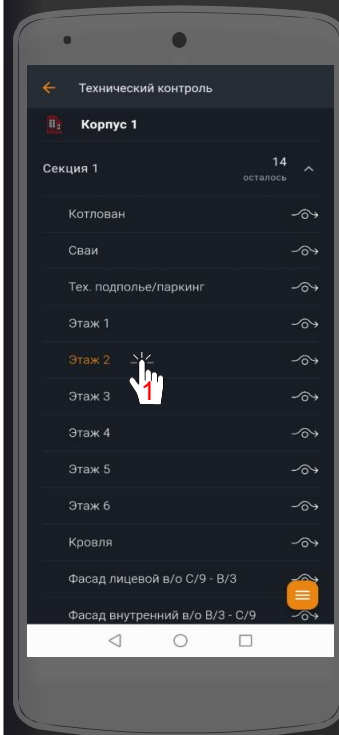 Технический контроль
Корпус 1
Секция 1 14
осталось
Котлован
Сваи
Тех. подполье/паркинг
Этаж 1
Этаж 2
1
Этаж 3
Этаж 4
Этаж 5
Этаж 6
Кровля
Фасад лицевой в/о С/9 - В/3
Фасад внутренний в/о В/3 - С/9